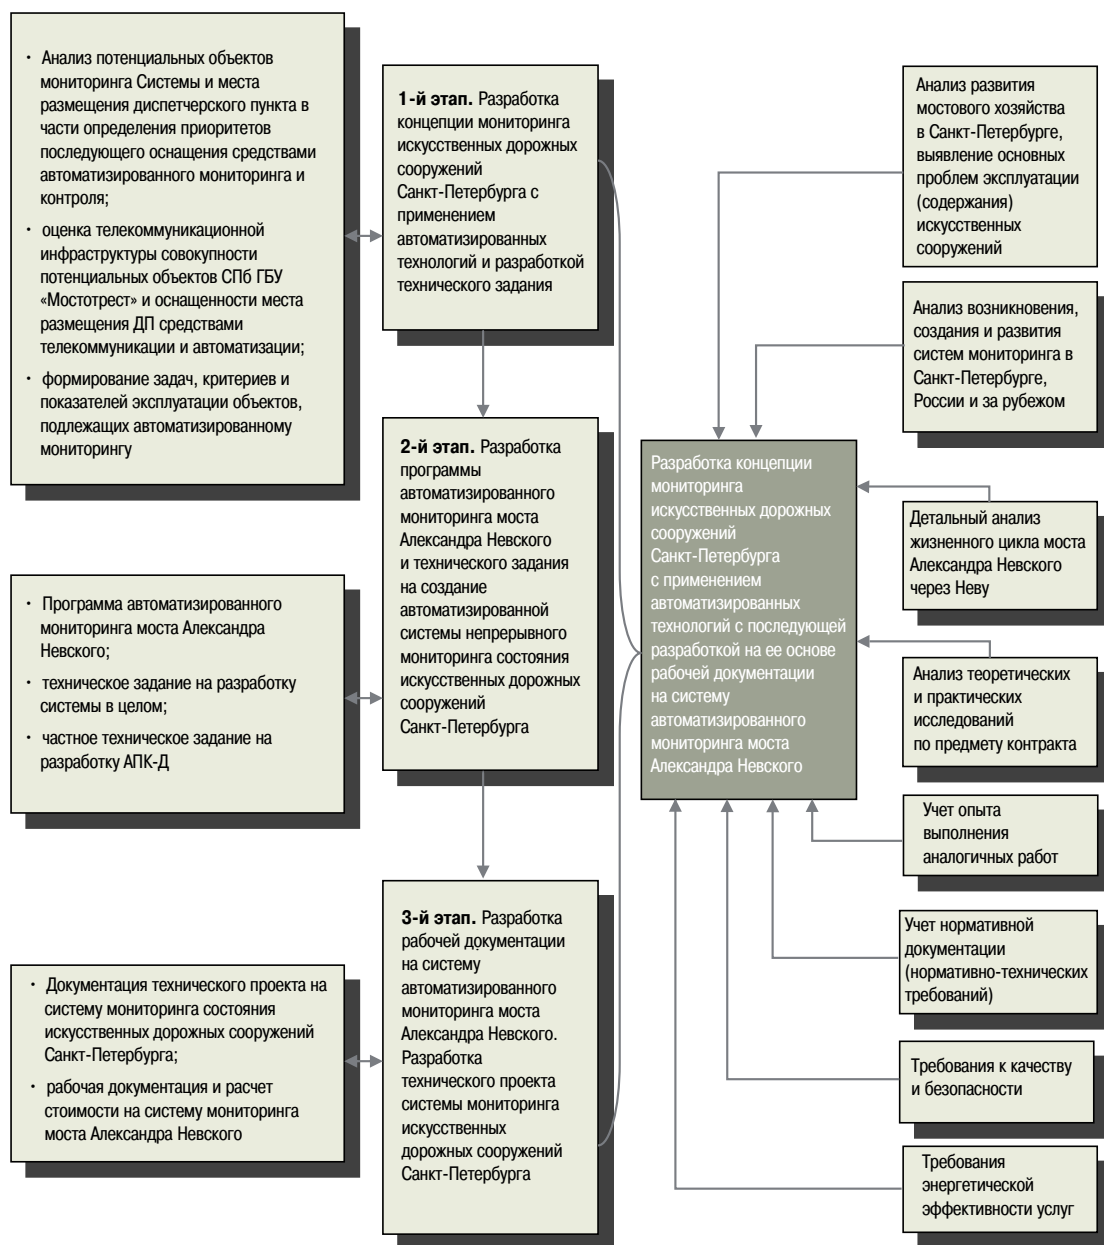 · Анализ потенциальных объектов
мониторинга Системы и места
размещения диспетчерского пункта в
части определения приоритетов
последующего оснащения средствами
автоматизированного мониторинга и
контроля;
· оценка телекоммуникационной
инфраструктуры совокупности
потенциальных объектов СПб ГБУ
«Мостотрест» и оснащенности места
размещения ДП средствами
телекоммуникации и автоматизации;
· формирование задач, критериев и
показателей эксплуатации объектов,
подлежащих автоматизированному
мониторингу
· Программа автоматизированного
мониторинга моста Александра
Невского;
· техническое задание на разработку
системы в целом;
· частное техническое задание на
разработку АПК-Д
· Документация технического проекта на
систему мониторинга состояния
искусственных дорожных сооружений
Санкт-Петербурга;
· рабочая документация и расчет
стоимости на систему мониторинга
моста Александра Невского
1-й этап. Разработка
концепции мониторинга
искусственных дорожных
сооружений
Санкт-Петербурга с
применением
автоматизированных
технологий и разработкой
технического задания
2-й этап. Разработка
программы
автоматизированного
мониторинга моста
Александра Невского
и технического задания
на создание
автоматизированной
системы непрерывного
мониторинга состояния
искусственных дорожных
сооружений
Санкт-Петербурга
3-й этап. Разработка
рабочей документации
на систему
автоматизированного
мониторинга моста
Александра Невского.
Разработка
технического проекта
системы мониторинга
искусственных
дорожных сооружений
Санкт-Петербурга
Разработка концепции
мониторинга
искусственных дорожных
сооружений
Санкт-Петербурга
с применением
автоматизированных
технологий с последующей
разработкой на ее основе
рабочей документации
на систему
автоматизированного
мониторинга моста
Александра Невского
Анализ развития
мостового хозяйства
в Санкт-Петербурге,
выявление основных
проблем эксплуатации
(содержания)
искусственных
сооружений
Анализ возникновения,
создания и развития
систем мониторинга в
Санкт-Петербурге,
России и за рубежом
Детальный анализ
жизненного цикла моста
Александра Невского
через Неву
Анализ теоретических
и практических
исследований
по предмету контракта
Учет опыта
выполнения
аналогичных работ
Учет нормативной
документации
(нормативно-технических
требований)
Требования к качеству
и безопасности
Требования
энергетической
эффективности услуг